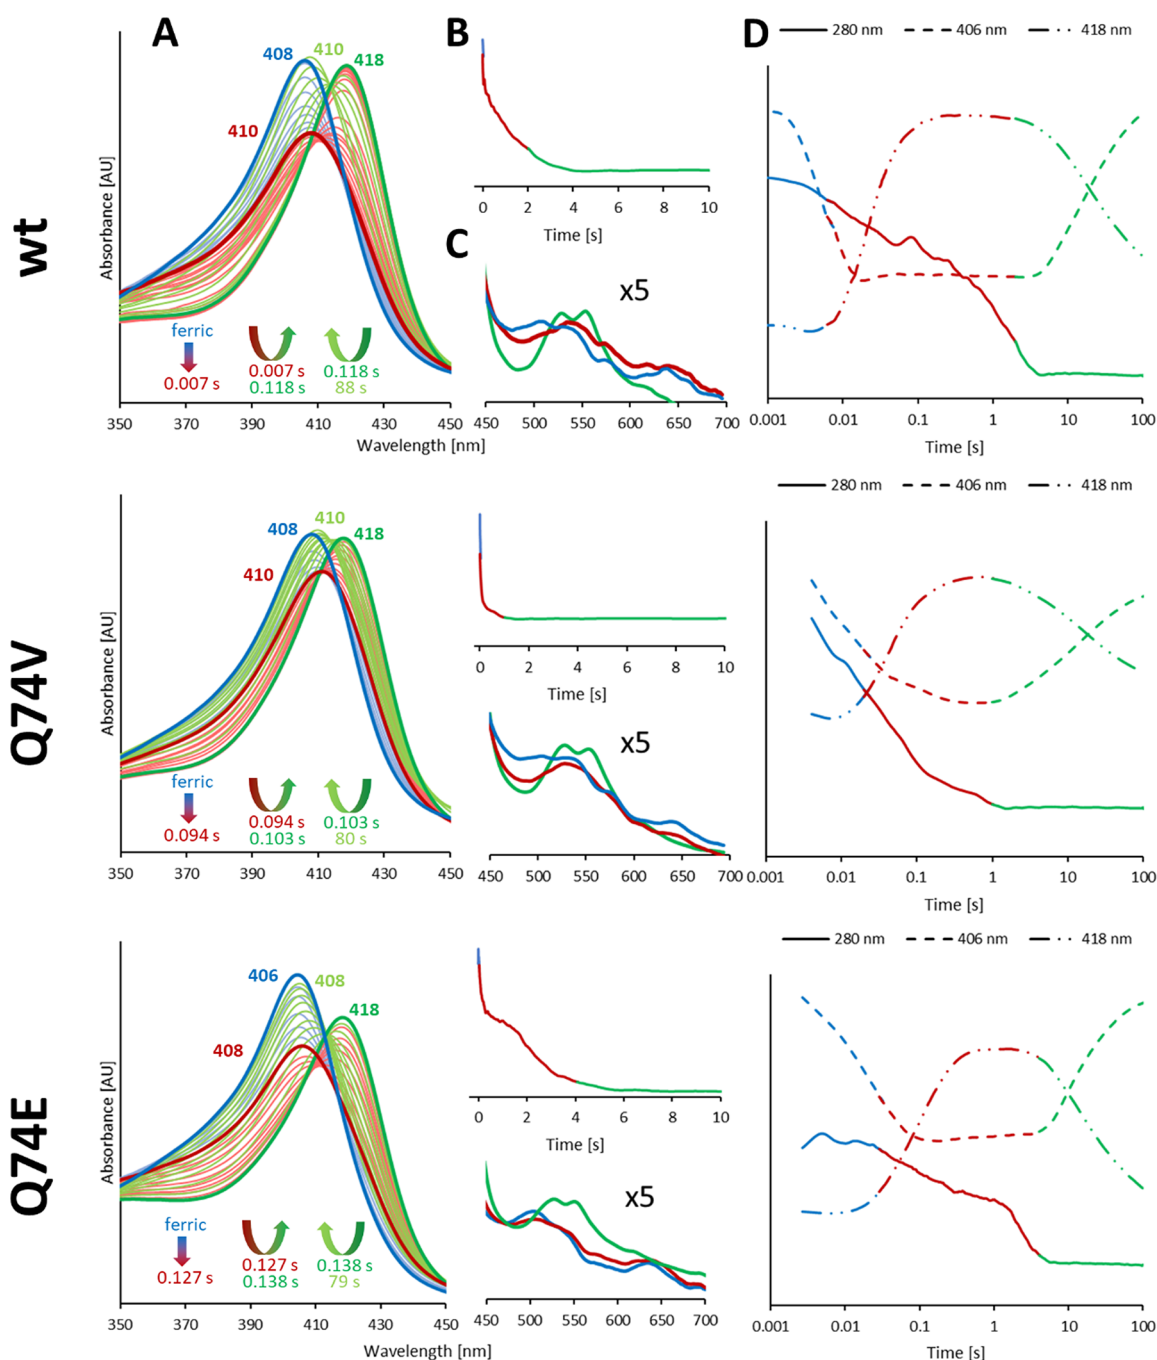 A
B
D
280 nm 406 nm 418 nm
wt
Absorbance [AU]
408
410
418
410
ferric
0.007 s
0.007 s
0.118 s
0.118 s
88 s
350 370 390 410 430 450
Wavelength [nm]
0 2 4 6 8 10
Time [s]
C
x5
450 500 550 600 650 700
0.001 0.01 0.1 1 10 100
Time [s]
280 nm 406 nm 418 nm
Q74V
Absorbance [AU]
408
410
418
410
ferric
0.094 s
0.094 s
0.103 s
0.103 s
80 s
350 370 390 410 430 450
0 2 4 6 8 10
Time [s]
x5
450 500 550 600 650 700
0.001 0.01 0.1 1 10 100
Time [s]
280 nm 406 nm 418 nm
Q74E
Absorbance [AU]
406
408
418
408
ferric
0.127 s
0.127 s
0.138 s
0.138 s
79 s
350 370 390 410 430 450
Wavelength [nm]
0 2 4 6 8 10
Time [s]
x5
450 500 550 600 650 700
0.001 0.01 0.1 1 10 100
Time [s]